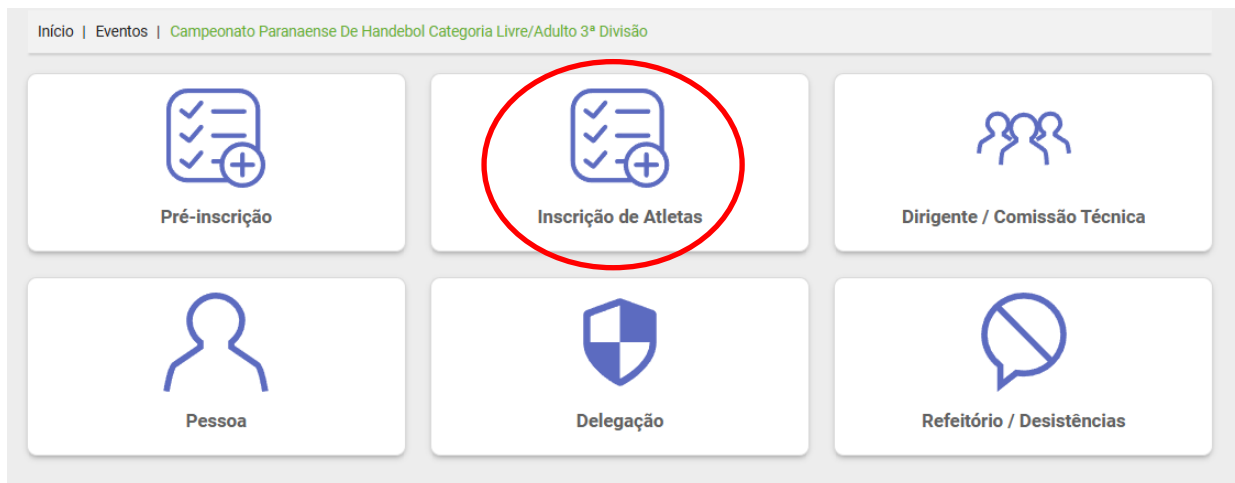 Início | Eventos | Campeonato Paranaense De Handebol Categoria Livre/Adulto 3ª Divisão
Pré-inscrição
Inscrição de Atletas
Dirigente / Comissão Técnica
Pessoa
Delegação
Refeitório / Desistências